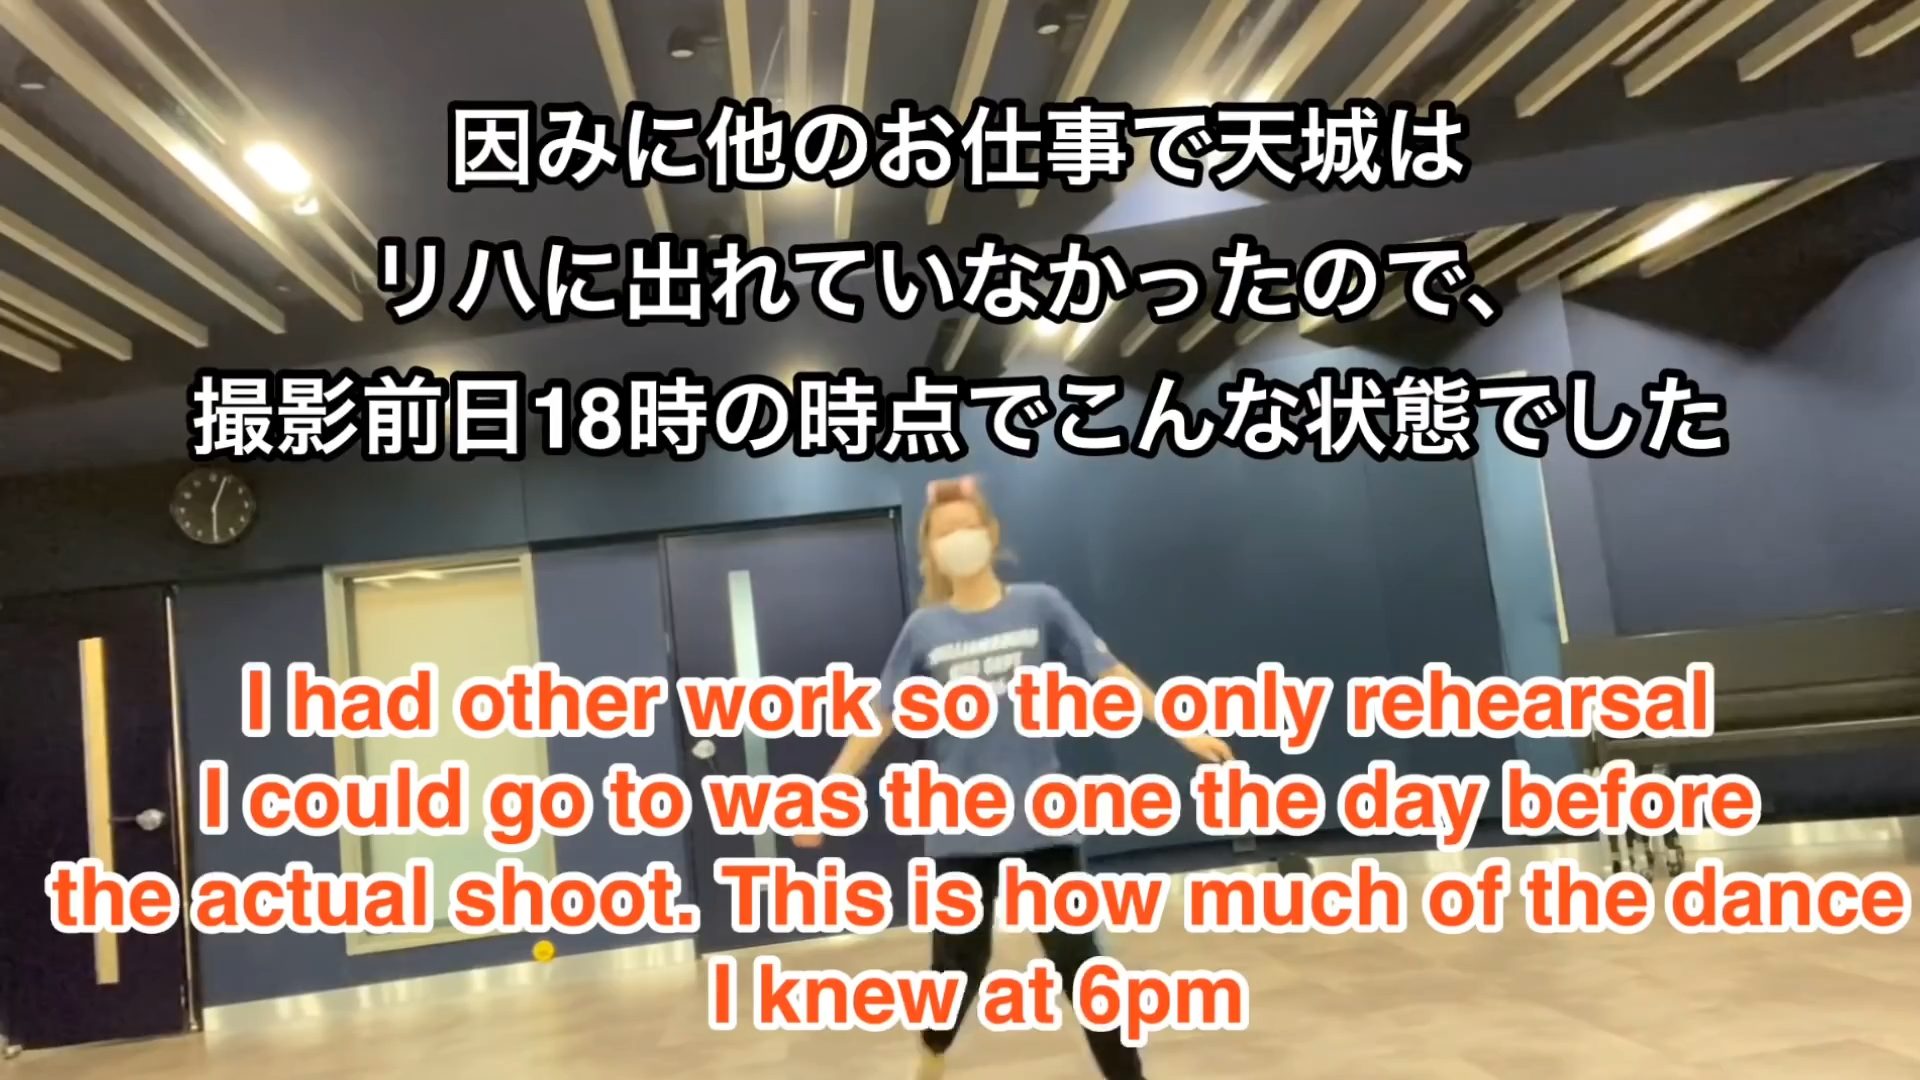 因みに他のお仕事で天城は
リハに出れていなかったので、
撮影前日18時の時点でこんな状態でした
I had other work so the only rehearsal
I could go to was the one the day before
the actual shoot. This is how much of the dance
I knew at 6pm